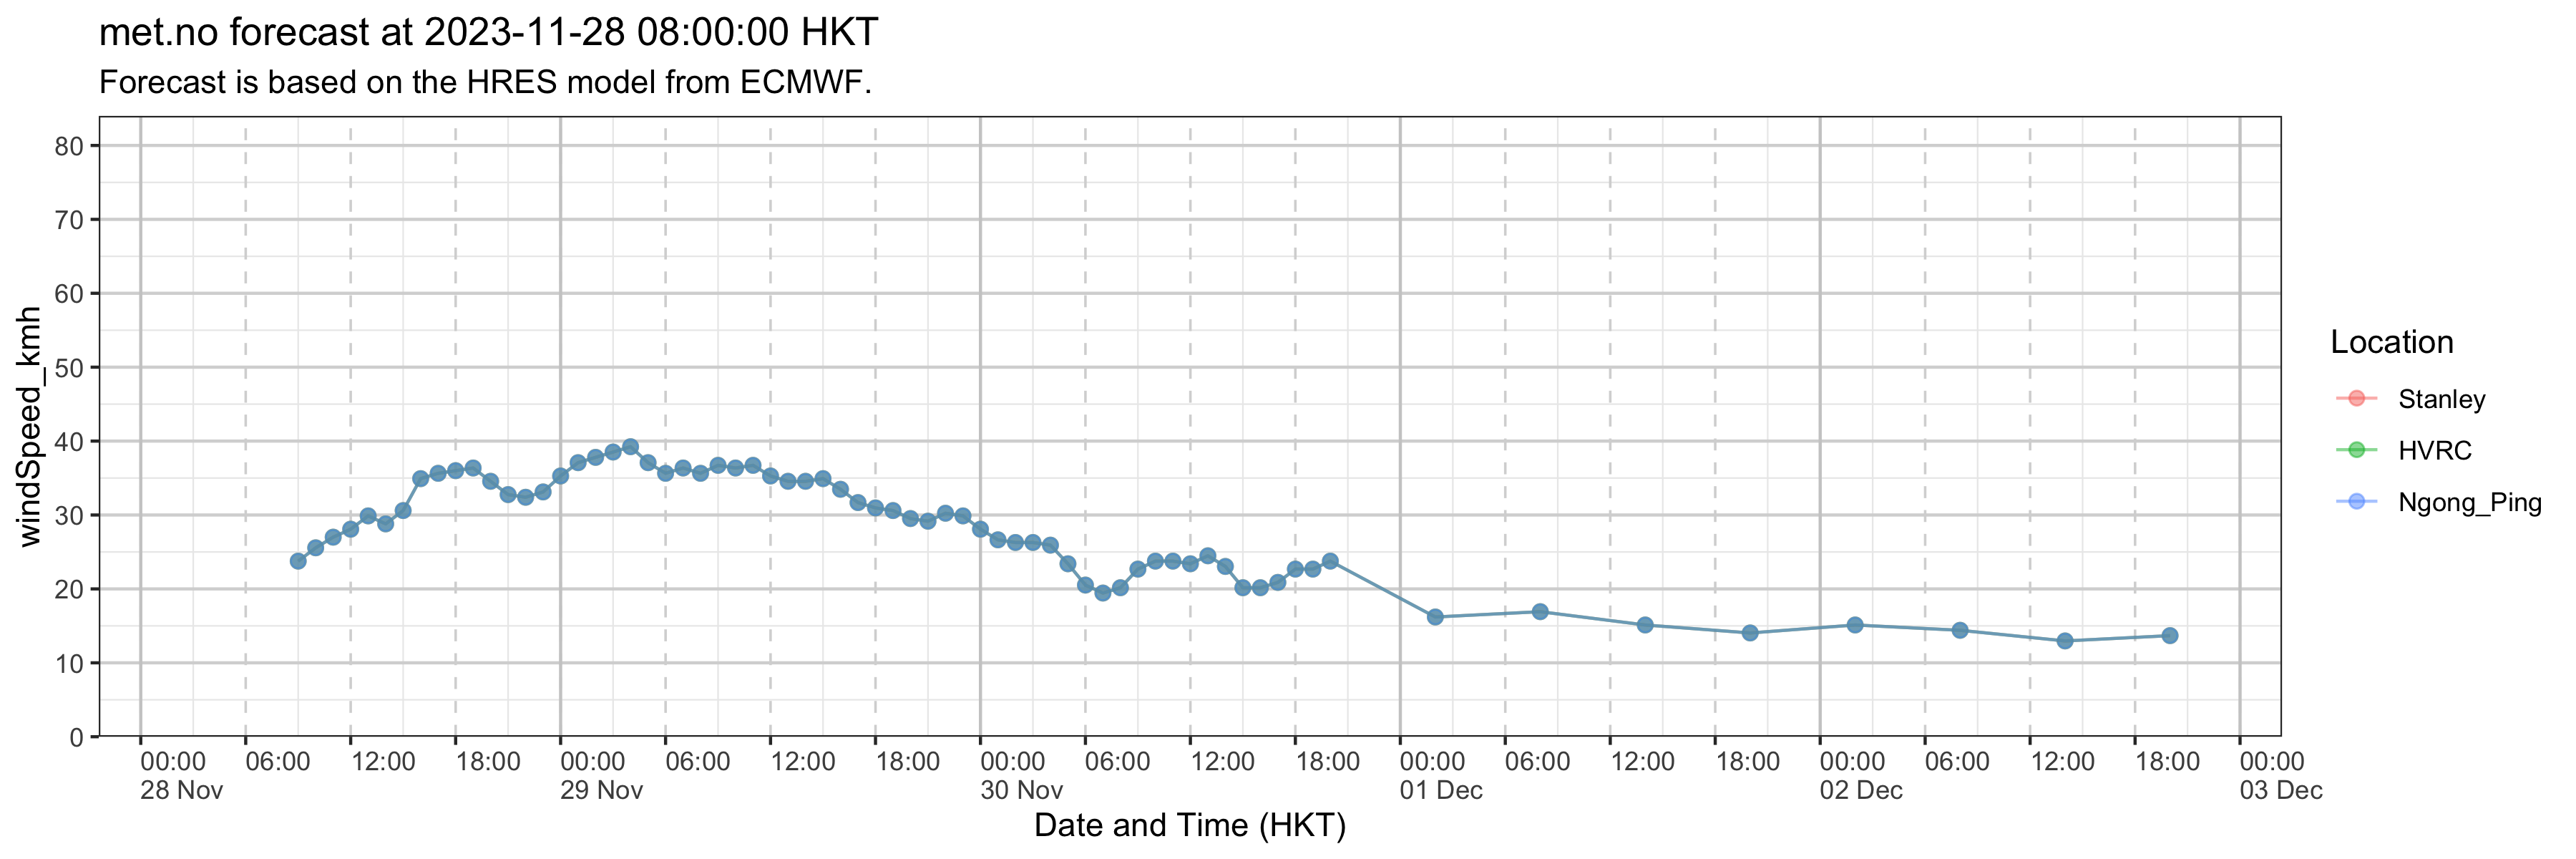 met.no forecast at 2023-11-28 08:00:00 HKT
Forecast is based on the HRES model from ECMWF.
windSpeed_kmh
80
70
60
50
40
30
20
10
0
00:00 06:00 12:00 18:00 00:00 06:00 12:00 18:00 00:00 06:00 12:00 18:00 00:00 06:00 12:00 18:00 00:00 06:00 12:00 18:00 00:00
28 Nov 29 Nov 30 Nov 01 Dec 02 Dec 03 Dec
Date and Time (HKT)
Location
Stanley
HVRC
Ngong_Ping